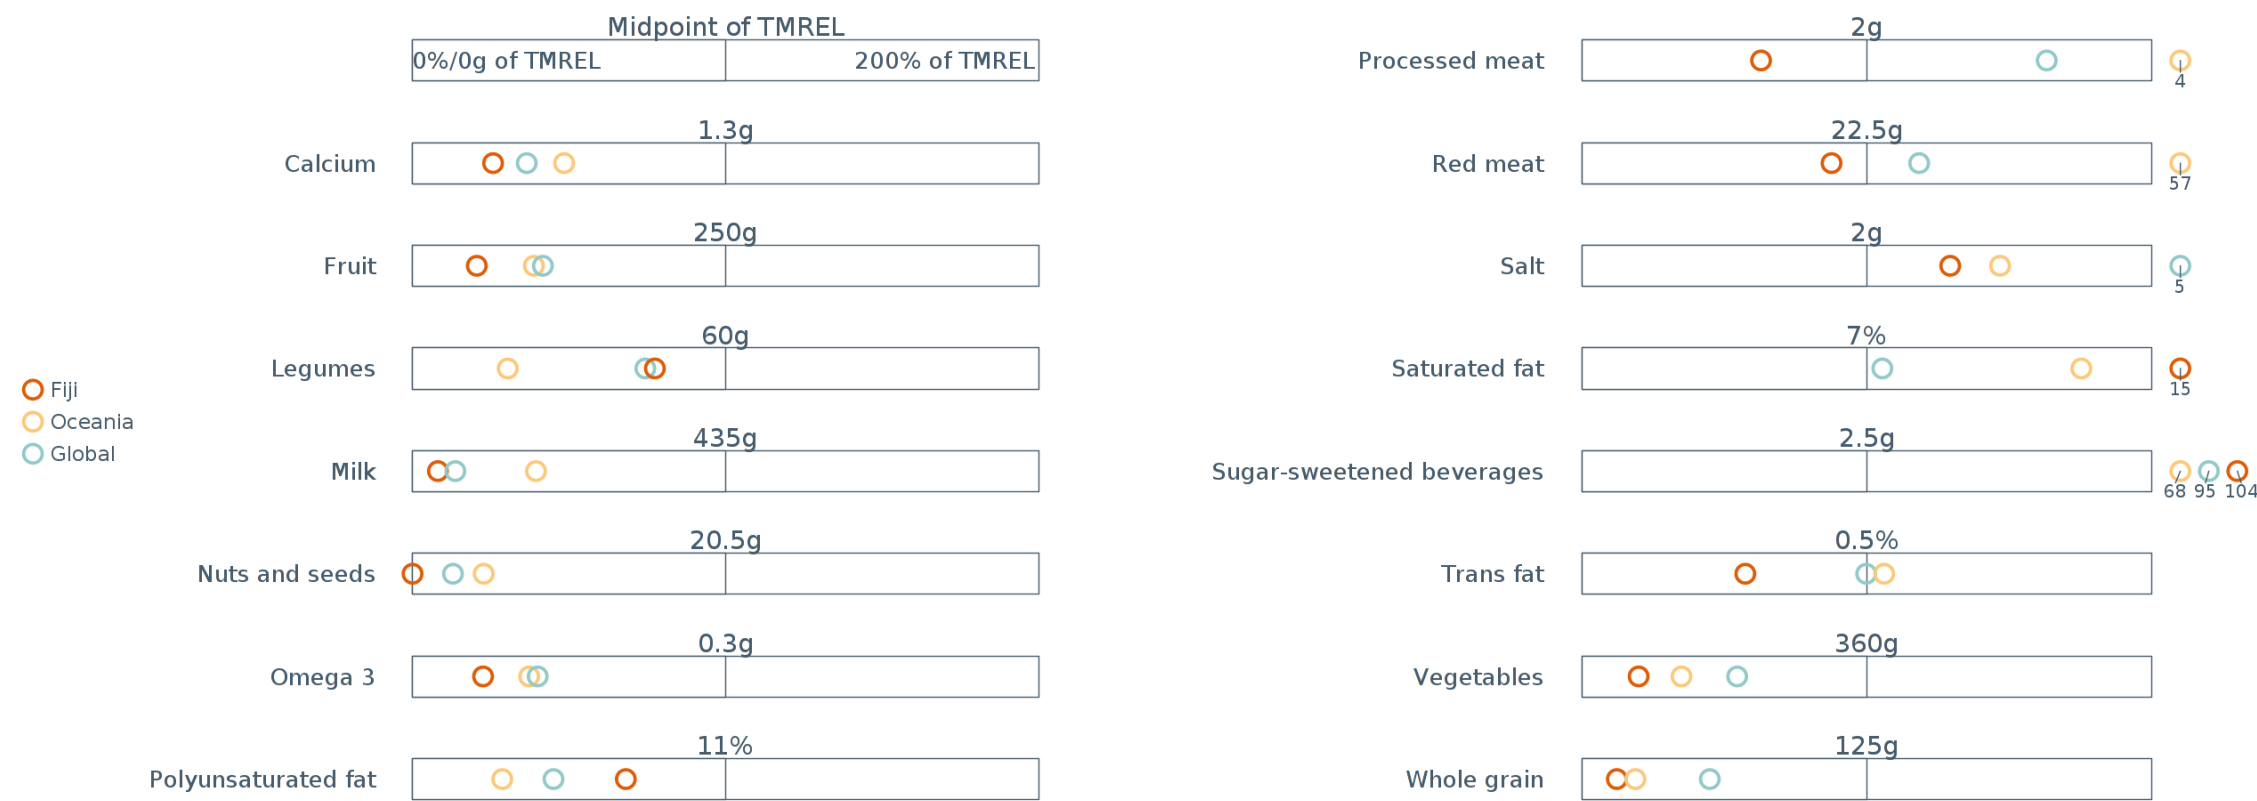 Midpoint of TMREL
0%/0g of TMREL
200% of TMREL
1.3g
Calcium
250g
Fruit
60g
Legumes
435g
Milk
20.5g
Nuts and seeds
0.3g
Omega 3
11%
Polyunsaturated fat
Fiji
Oceania
Global
2g
Processed meat
4
22.5g
Red meat
57
2g
Salt
5
7%
Saturated fat
15
2.5g
Sugar-sweetened beverages
68 95 104
0.5%
Trans fat
360g
Vegetables
125g
Whole grain